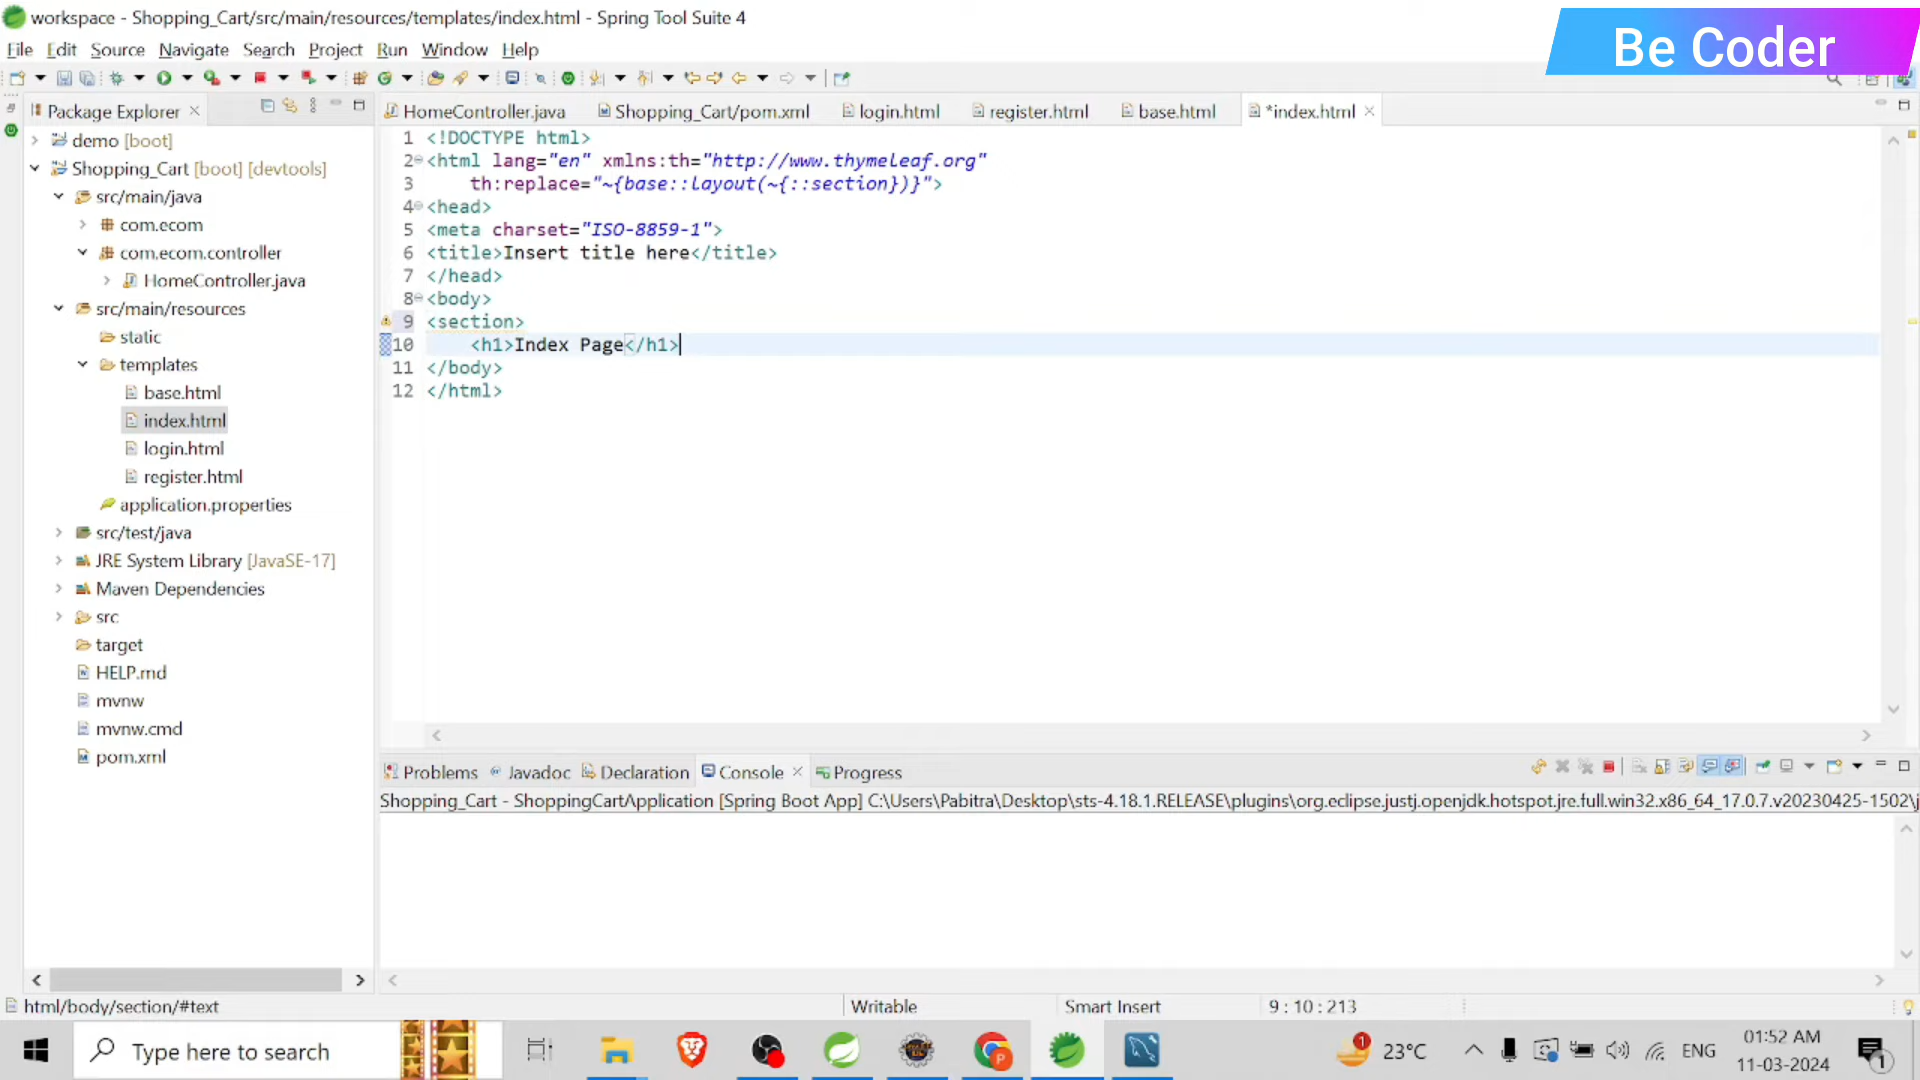 workspace - Shopping_Cart/src/main/resources/templates/index.html - Spring Tool Suite 4
Be Coder
File Edit Source Navigate Search Project Run Window Help
Package Explorer
HomeController.java Shopping_Cart/pom.xml login.html register.html base.html *index.html
demo [boot]
Shopping_Cart [boot] [devtools]
src/main/java
com.ecom
com.ecom.controller
HomeController.java
src/main/resources
static
templates
base.html
index.html
login.html
register.html
application.properties
src/test/java
JRE System Library [JavaSE-17]
Maven Dependencies
src
target
HELP.md
mvnw
mvnw.cmd
pom.xml
1 <!DOCTYPE html>
2 <html lang="en" xmlns:th="http://www.thymeleaf.org"
3 th:replace="~{base::layout(~{::section})}">
4 <head>
5 <meta charset="ISO-8859-1">
6 <title>Insert title here</title>
7 </head>
8 <body>
9 <section>
10 <h1>Index Page</h1>
11 </body>
12 </html>
Problems Javadoc Declaration Console Progress
Shopping_Cart - ShoppingCartApplication [Spring Boot App] C:\Users\Pabitra\Desktop\sts-4.18.1.RELEASE\plugins\org.eclipse.justj.openjdk.hotspot.jre.full.win32.x86_64_17.0.7.v20230425-1502\j
html/body/section/#text Writable Smart Insert 9 : 10 : 213
Type here to search
1
23°C
ENG
01:52 AM
11-03-2024
1